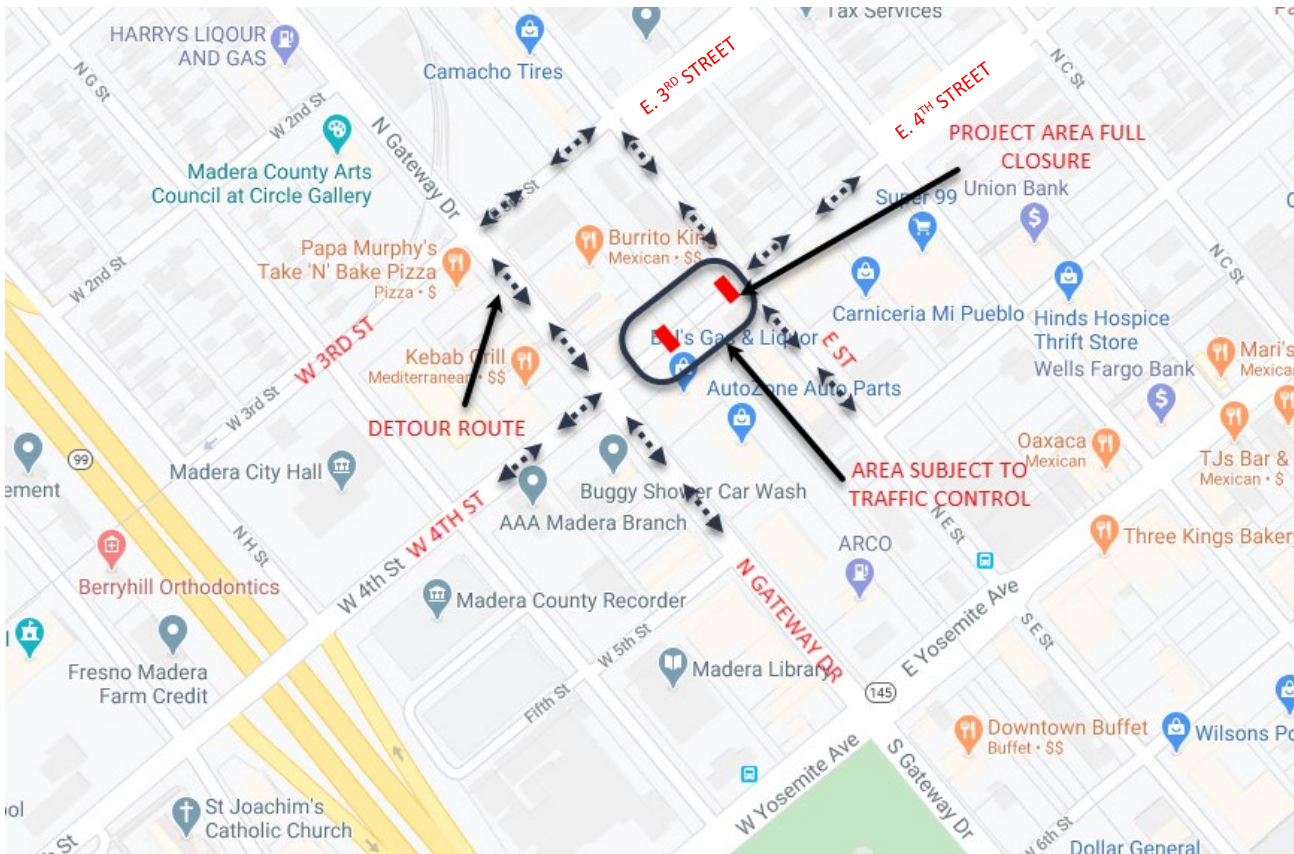 Tax Services
HARRYS LIQOUR
AND GAS
Camacho Tires
E. 3RD STREET
E. 4TH STREET
N C St
N G St
W 2nd St
N Gateway Dr
PROJECT AREA FULL
CLOSURE
Madera County Arts
Council at Circle Gallery
Super 99
Union Bank
Burrito King
Mexican • $$
Papa Murphy's
Take 'N' Bake Pizza
Pizza • $
W 2nd St
N C St
Carniceria Mi Pueblo
Hinds Hospice
Thrift Store
W 3RD ST
Gas & Liquor
E ST
Kebab Grill
Mediterranean • $$
Mari's
Mexican
Wells Fargo Bank
AutoZone Auto Parts
W 3rd St
DETOUR ROUTE
Oaxaca
Mexican
99
ement
Madera City Hall
TJs Bar &
Mexican • $
AREA SUBJECT TO
TRAFFIC CONTROL
Buggy Shower Car Wash
AAA Madera Branch
W 4TH ST
N E St
N H St
ARCO
Three Kings Bakery
Berryhill Orthodontics
W 4th St
Madera County Recorder
N GATEWAY DR
E Yosemite Ave
S E St
W 5th St
Fifth St
Madera Library
Fresno Madera
Farm Credit
145
Downtown Buffet
Buffet • $$
Wilsons Po
W Yosemite Ave
S Gateway Dr
St Joachim's
Catholic Church
ool
h St
W 6th St
Dollar General